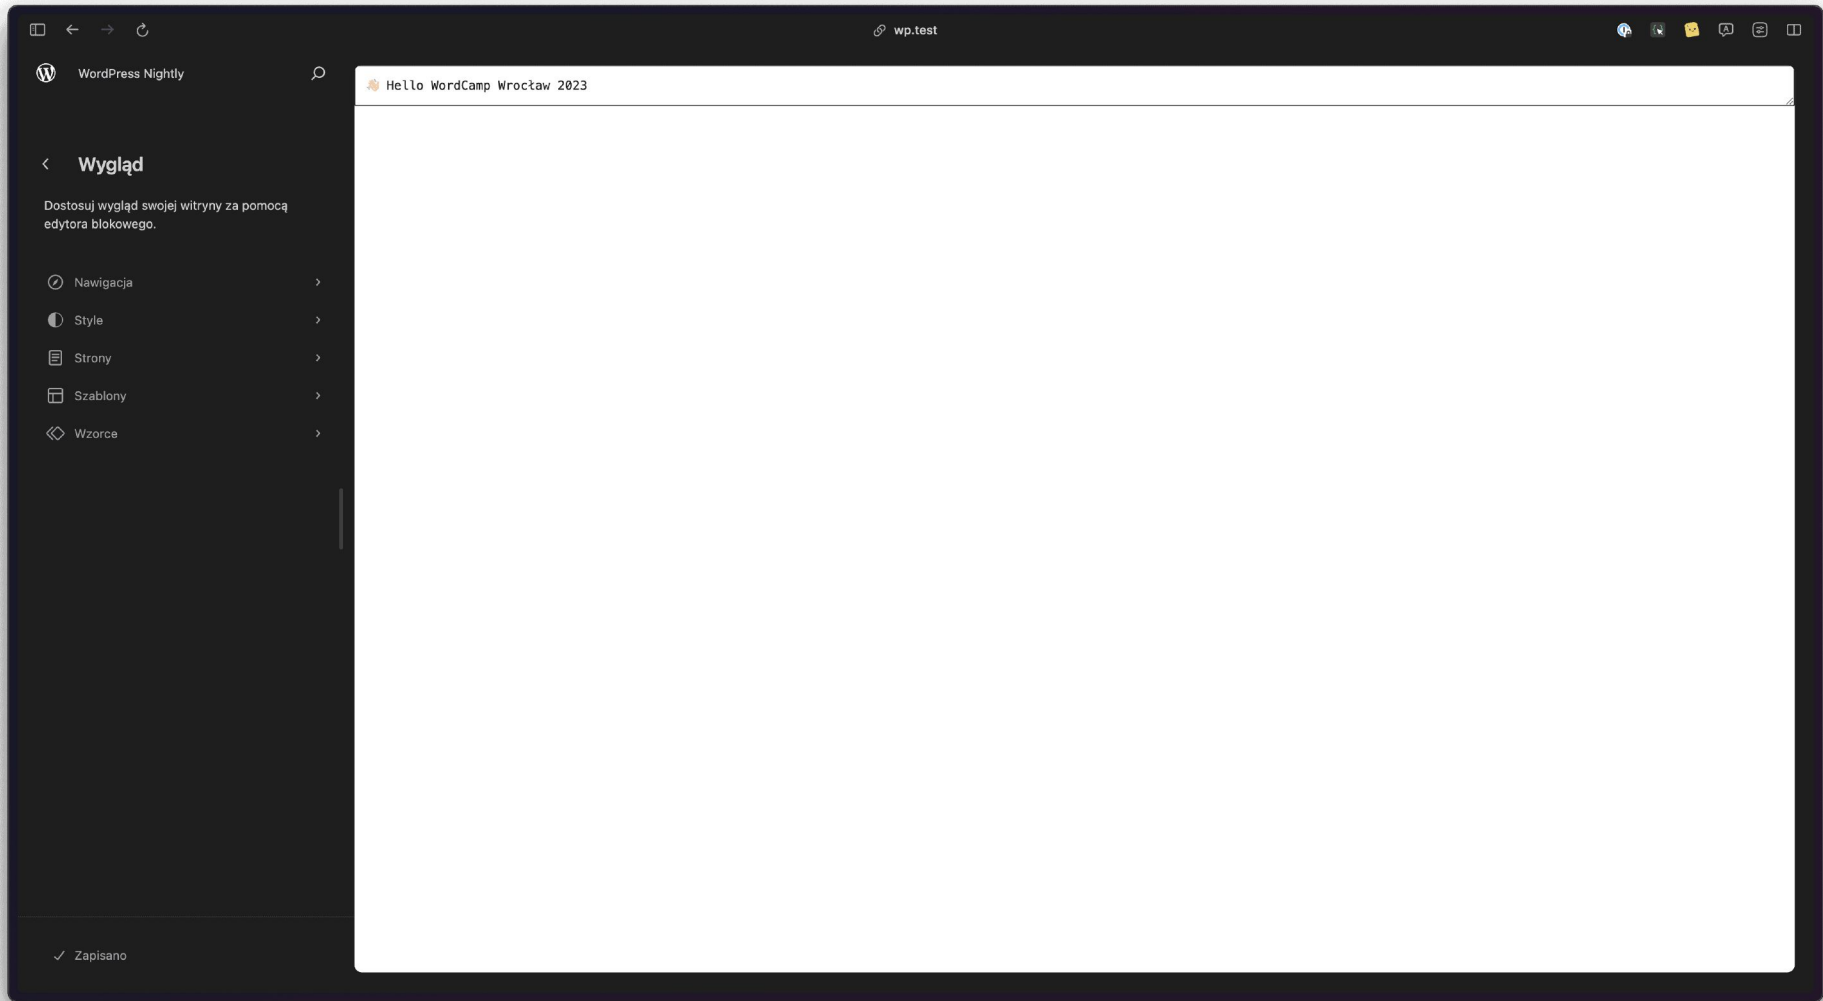 wp.test
WordPress Nightly
👋🏻 Hello WordCamp Wrocław 2023
Wygląd
Dostosuj wygląd swojej witryny za pomocą
edytora blokowego.
Nawigacja
Style
Strony
Szablony
Wzorce
Zapisano